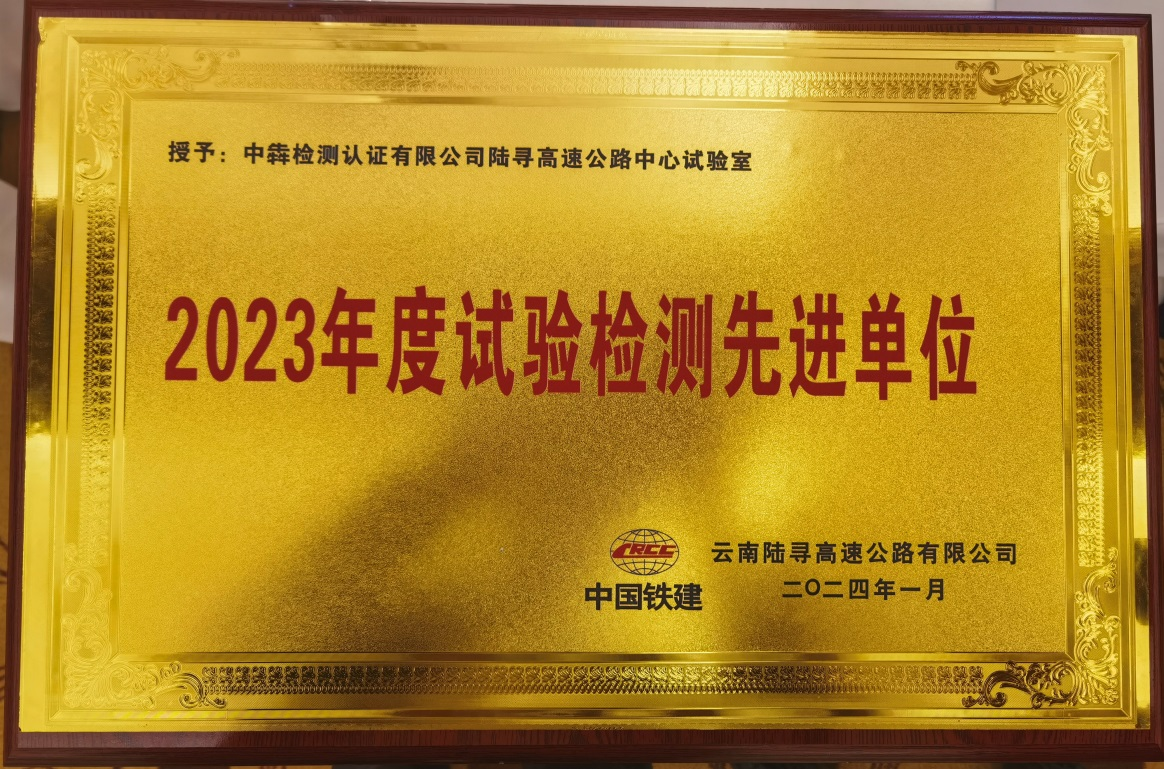 授予：中犇检测认证有限公司陆寻高速公路中心试验室
2023年度试验检测先进单位
CRCC
中国铁建
云南陆寻高速公路有限公司
二〇二四年一月